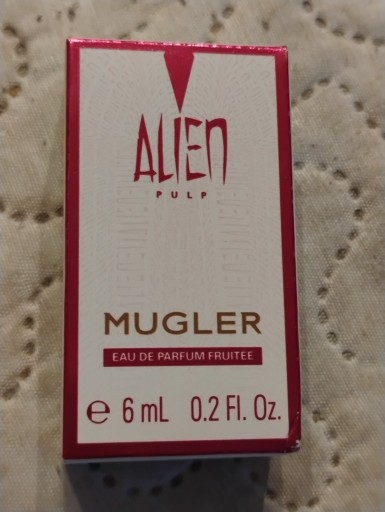 ALIEN
PULP
MUGLER
EAU DE PARFUM FRUITEE
℮ 6 mL 0.2 Fl. Oz.